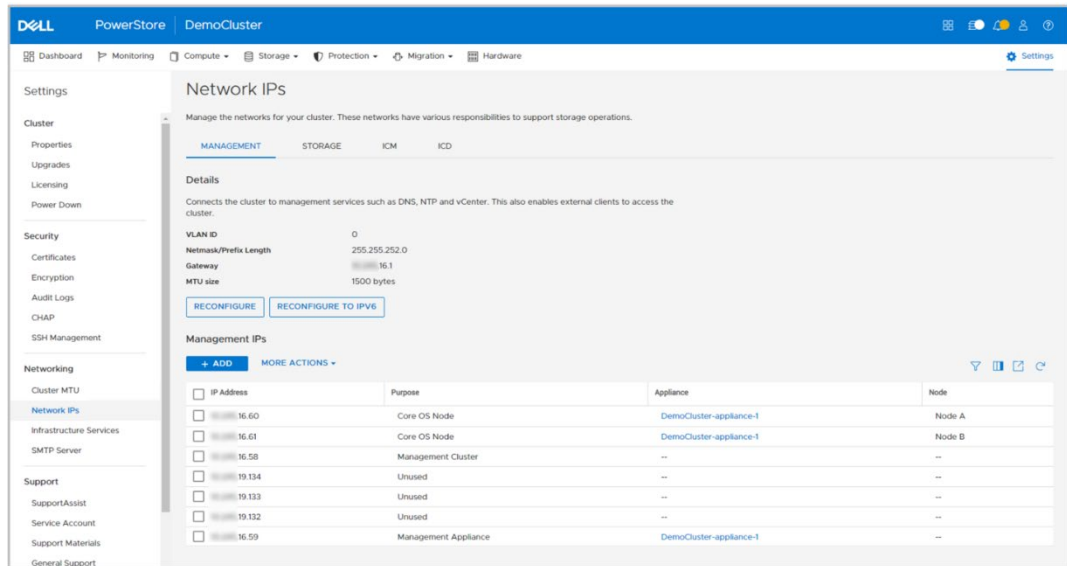 DELL PowerStore DemoCluster
Dashboard Monitoring Compute Storage Protection Migration Hardware Settings
Settings
Cluster
Properties
Upgrades
Licensing
Power Down
Security
Certificates
Encryption
Audit Logs
CHAP
SSH Management
Networking
Cluster MTU
Network IPs
Infrastructure Services
SMTP Server
Support
SupportAssist
Service Account
Support Materials
General Support
Network IPs
Manage the networks for your cluster. These networks have various responsibilities to support storage operations.
MANAGEMENT STORAGE ICM ICD
Details
Connects the cluster to management services such as DNS, NTP and vCenter. This also enables external clients to access the
cluster.
VLAN ID 0
Netmask/Prefix Length 255.255.252.0
Gateway 16.1
MTU size 1500 bytes
RECONFIGURE RECONFIGURE TO IPV6
Management IPs
+ ADD MORE ACTIONS
IP Address Purpose Appliance Node
16.60 Core OS Node DemoCluster-appliance-1 Node A
16.61 Core OS Node DemoCluster-appliance-1 Node B
16.58 Management Cluster -- --
19.134 Unused -- --
19.133 Unused -- --
19.132 Unused -- --
16.59 Management Appliance DemoCluster-appliance-1 --